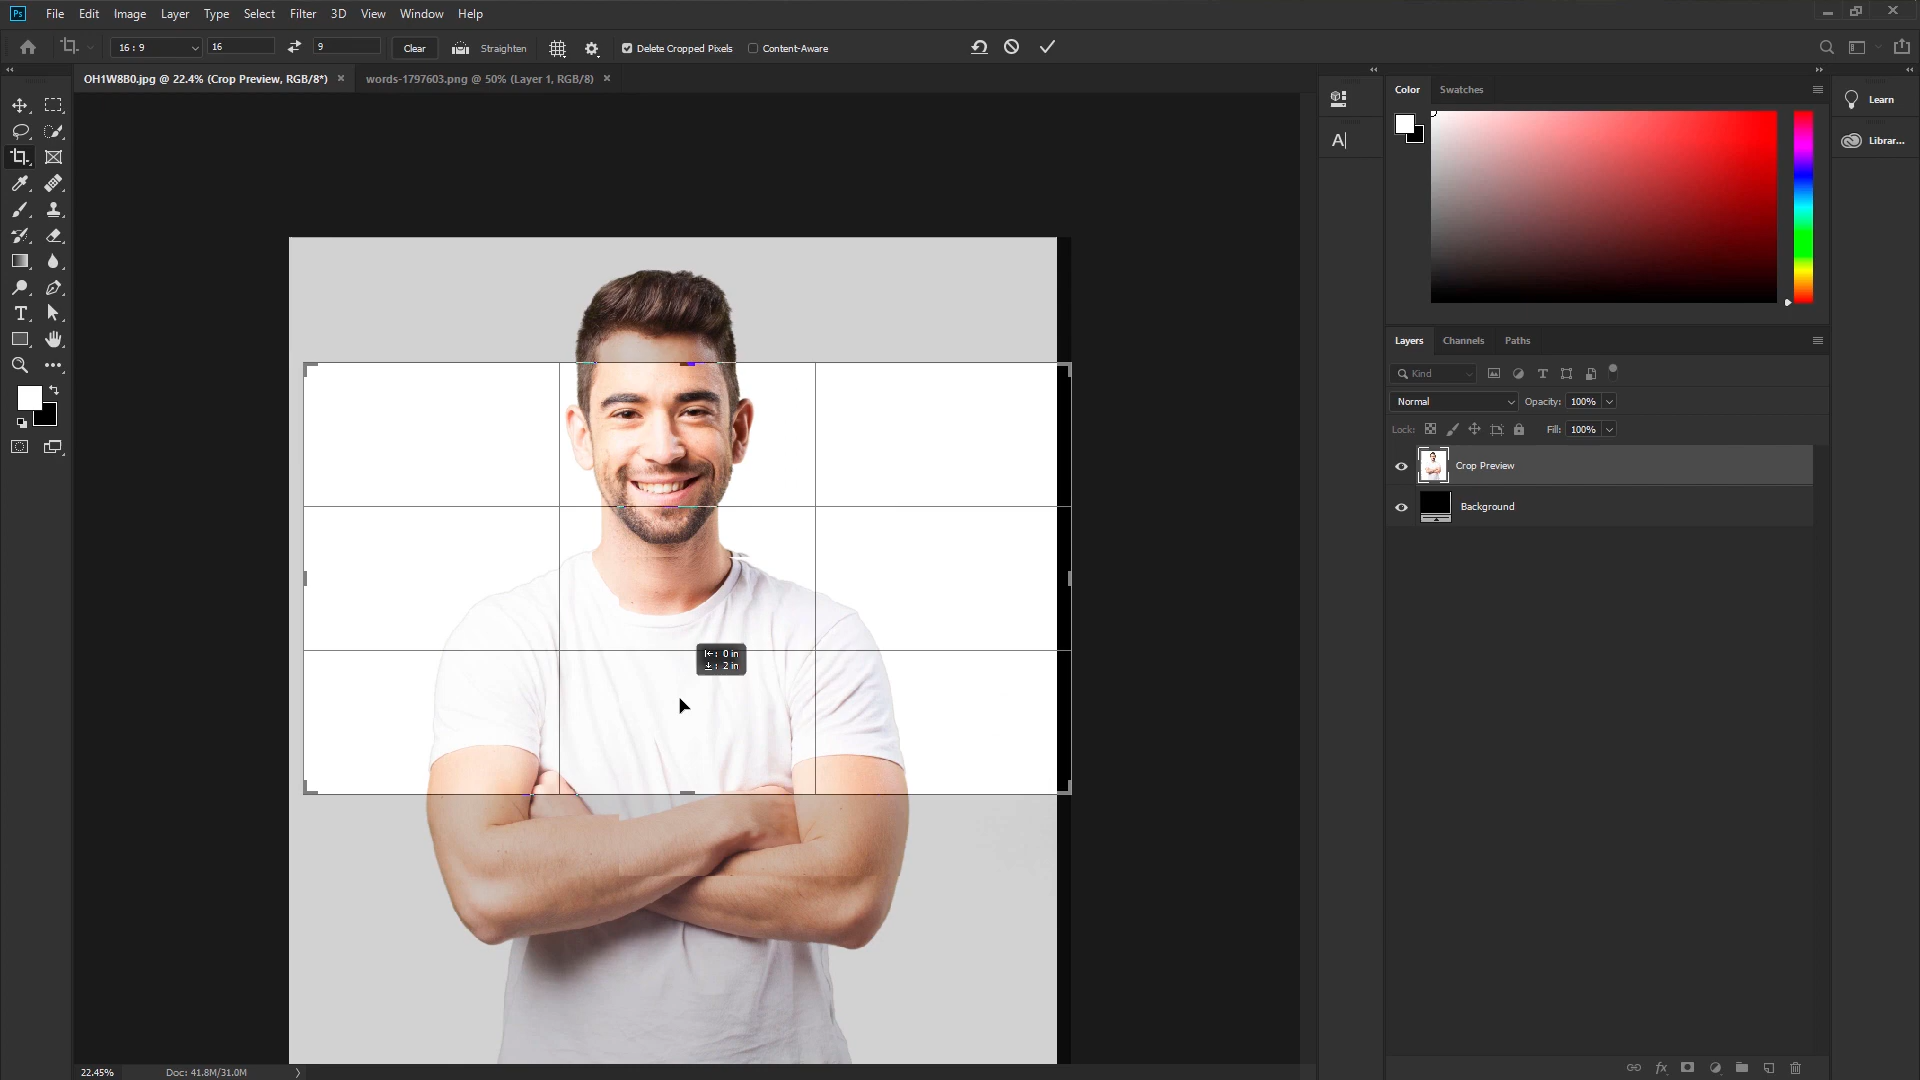 Ps File Edit Image Layer Type Select Filter 3D View Window Help
16 : 9 16 9 Clear Straighten Delete Cropped Pixels Content-Aware
OH1W8B0.jpg @ 22.4% (Crop Preview, RGB/8*) × words-1797603.png @ 50% (Layer 1, RGB/8) ×
Color Swatches
Learn
A|
Librar...
Layers Channels Paths
Kind
Normal Opacity: 100%
Lock: Fill: 100%
Crop Preview
Background
0 in
2 in
22.45% Doc: 41.8M/31.0M